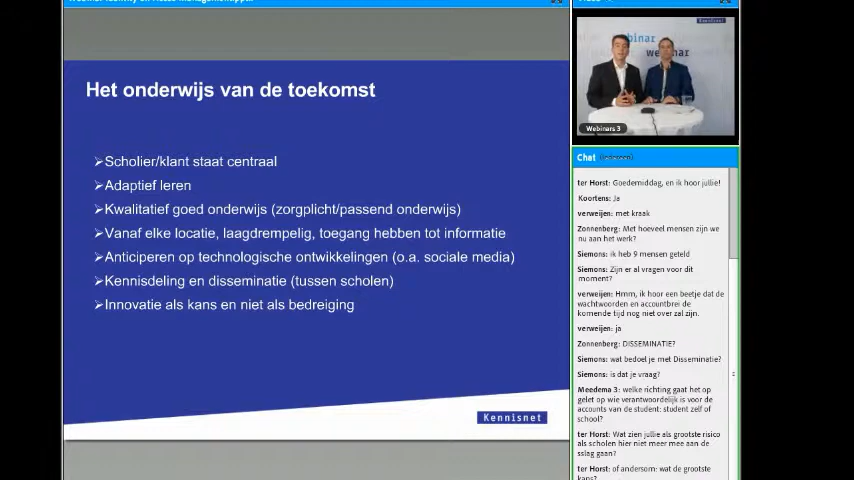 Het onderwijs van de toekomst
➢Scholier/klant staat centraal
➢Adaptief leren
➢Kwalitatief goed onderwijs (zorgplicht/passend onderwijs)
➢Vanaf elke locatie, laagdrempelig, toegang hebben tot informatie
➢Anticiperen op technologische ontwikkelingen (o.a. sociale media)
➢Kennisdeling en disseminatie (tussen scholen)
➢Innovatie als kans en niet als bedreiging
Kennisnet
Kennisnet
webinar
Webinars 3
Chat
ter Horst: Goedemiddag, en ik hoor jullie!
Koortens: Ja
verweijen: met kraak
Zonnenberg: Met hoeveel mensen zijn we
nu aan het werk?
Siemons: ik heb 9 mensen geteld
Siemons: Zijn er al vragen voor dit
moment?
verweijen: Hmm, ik hoor een beetje dat de
wachtwoorden en accountbrei de
komende tijd nog niet over zal zijn.
verweijen: ja
Zonnenberg: DISSEMINATIE?
Siemons: wat bedoel je met Disseminatie?
Siemons: is dat je vraag?
Meedema 3: welke richting gaat het op
gelet op wie verantwoordelijk is voor de
accounts van de student: student zelf of
school?
ter Horst: Wat zien jullie als grootste risico
als scholen hier niet meer mee aan de
sslag gaan?
ter Horst: of andersom: wat de grootste
kans?